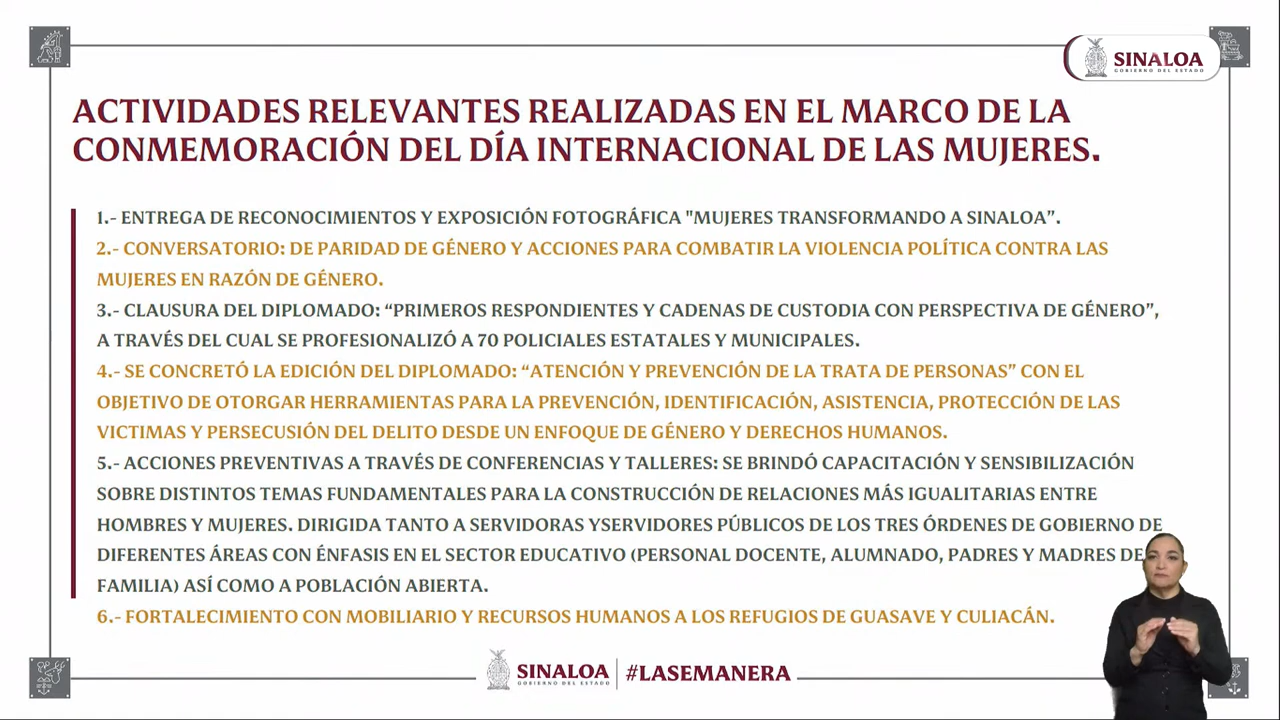 SINALOA
GOBIERNO DEL ESTADO
ACTIVIDADES RELEVANTES REALIZADAS EN EL MARCO DE LA
CONMEMORACIÓN DEL DÍA INTERNACIONAL DE LAS MUJERES.
1.- ENTREGA DE RECONOCIMIENTOS Y EXPOSICIÓN FOTOGRÁFICA "MUJERES TRANSFORMANDO A SINALOA”.
2.- CONVERSATORIO: DE PARIDAD DE GÉNERO Y ACCIONES PARA COMBATIR LA VIOLENCIA POLÍTICA CONTRA LAS
MUJERES EN RAZÓN DE GÉNERO.
3.- CLAUSURA DEL DIPLOMADO: “PRIMEROS RESPONDIENTES Y CADENAS DE CUSTODIA CON PERSPECTIVA DE GÉNERO”,
A TRAVÉS DEL CUAL SE PROFESIONALIZÓ A 70 POLICIALES ESTATALES Y MUNICIPALES.
4.- SE CONCRETÓ LA EDICIÓN DEL DIPLOMADO: “ATENCIÓN Y PREVENCIÓN DE LA TRATA DE PERSONAS” CON EL
OBJETIVO DE OTORGAR HERRAMIENTAS PARA LA PREVENCIÓN, IDENTIFICACIÓN, ASISTENCIA, PROTECCIÓN DE LAS
VICTIMAS Y PERSECUSIÓN DEL DELITO DESDE UN ENFOQUE DE GÉNERO Y DERECHOS HUMANOS.
5.- ACCIONES PREVENTIVAS A TRAVÉS DE CONFERENCIAS Y TALLERES: SE BRINDÓ CAPACITACIÓN Y SENSIBILIZACIÓN
SOBRE DISTINTOS TEMAS FUNDAMENTALES PARA LA CONSTRUCCIÓN DE RELACIONES MÁS IGUALITARIAS ENTRE
HOMBRES Y MUJERES. DIRIGIDA TANTO A SERVIDORAS YSERVIDORES PÚBLICOS DE LOS TRES ÓRDENES DE GOBIERNO DE
DIFERENTES ÁREAS CON ÉNFASIS EN EL SECTOR EDUCATIVO (PERSONAL DOCENTE, ALUMNADO, PADRES Y MADRES DE
FAMILIA) ASÍ COMO A POBLACIÓN ABIERTA.
6.- FORTALECIMIENTO CON MOBILIARIO Y RECURSOS HUMANOS A LOS REFUGIOS DE GUASAVE Y CULIACÁN.
SINALOA
GOBIERNO DEL ESTADO
#LASEMANERA